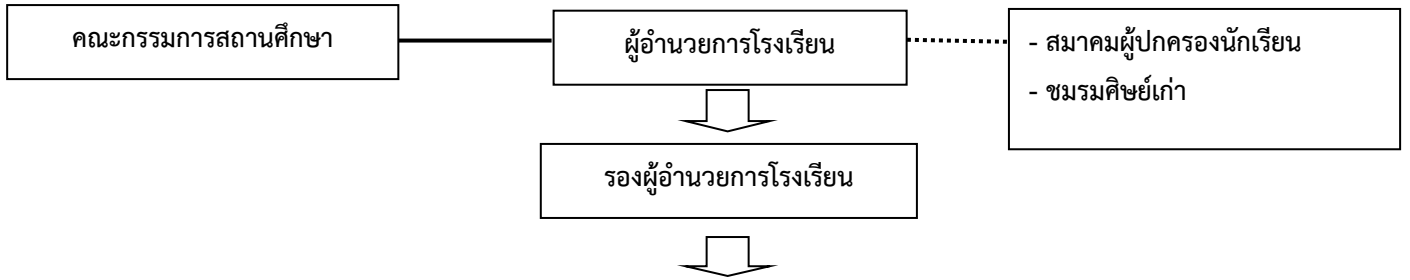 คณะกรรมการสถานศึกษา
ผู้อำนวยการโรงเรียน
- สมาคมผู้ปกครองนักเรียน
- ชมรมศิษย์เก่า
รองผู้อำนวยการโรงเรียน